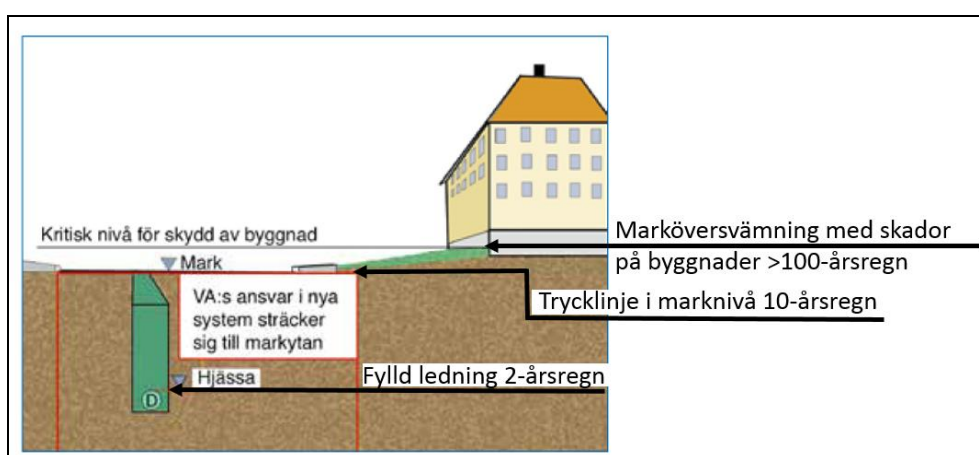 Kritisk nivå för skydd av byggnad
Marköversvämning med skador
på byggnader >100-årsregn
Mark
Trycklinje i marknivå 10-årsregn
VA:s ansvar i nya
system sträcker
sig till markytan
Hjässa
Fylld ledning 2-årsregn
D